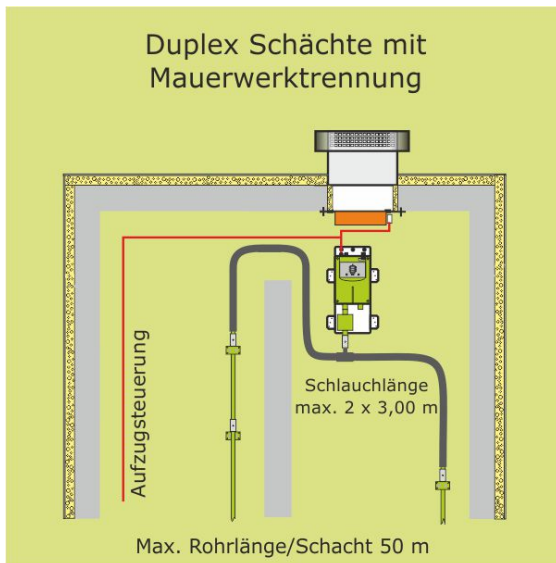 Duplex Schächte mit
Mauerwerktrennung
Aufzugsteuerung
Schlauchlänge
max. 2 x 3,00 m
Max. Rohrlänge/Schacht 50 m